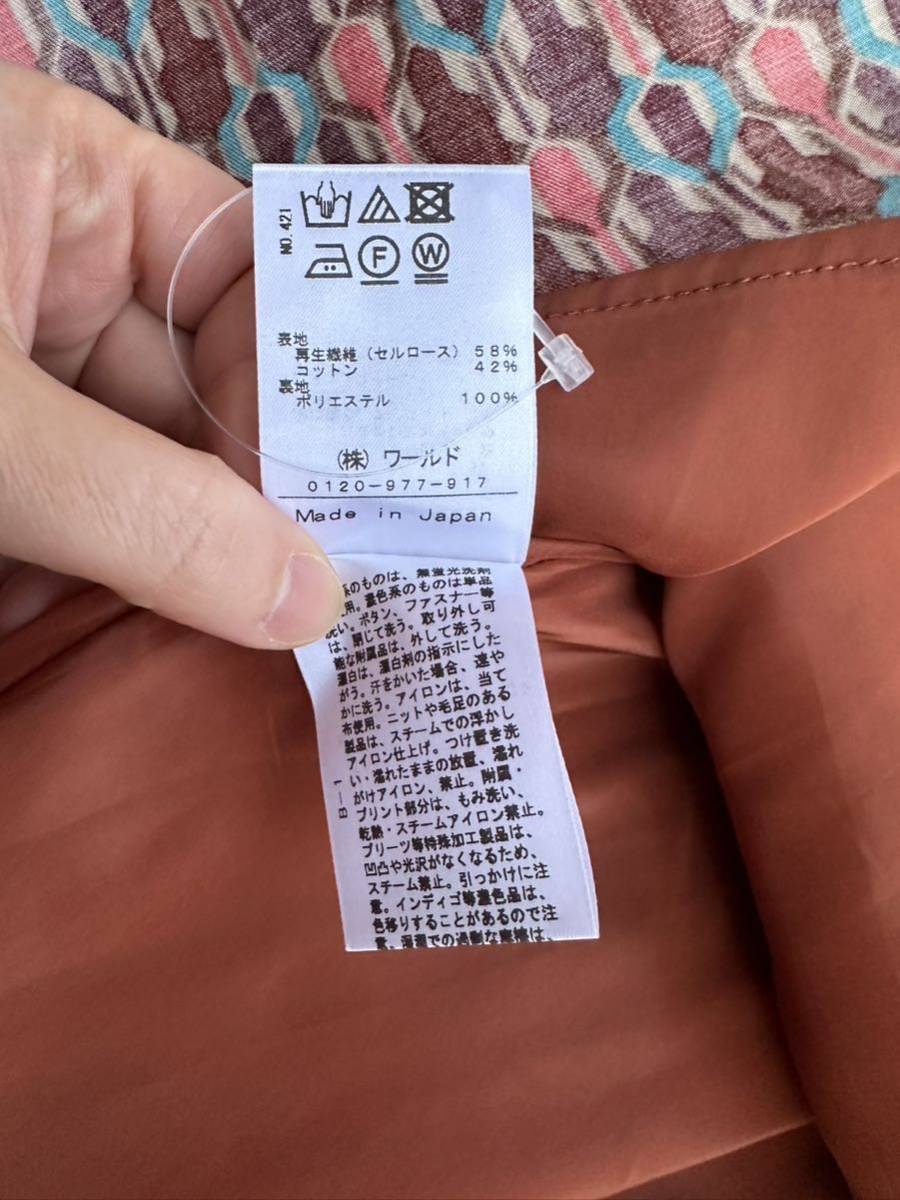 NO.421
F W
表地
再生繊維（セルロース） 58%
コットン 42%
裏地
ポリエステル 100%
(株) ワールド
0120-977-917
Made in Japan
系のものは、無蛍光洗剤
用。濃色系のものは単品
洗い。ボタン、ファスナー等
は、閉じて洗う。取り外し可
能な附属品は、外して洗う。
漂白は、漂白剤の指示にした
がう。汗をかいた場合、速や
かに洗う。アイロンは、当て
布使用。ニットや毛足のある
製品は、スチームでの浮かし
アイロン仕上げ。つけ置き洗
い・濡れたままの放置、濡れ
がけアイロン、禁止。附属・
プリント部分は、もみ洗い、
乾熱・スチームアイロン禁止。
プリーツ等特殊加工製品は、
凹凸や光沢がなくなるため、
スチーム禁止。引っかけに注
意。インディゴ等濃色品は、
色移りすることがあるので注
意。湿潤での過剰な摩擦は、
B-1